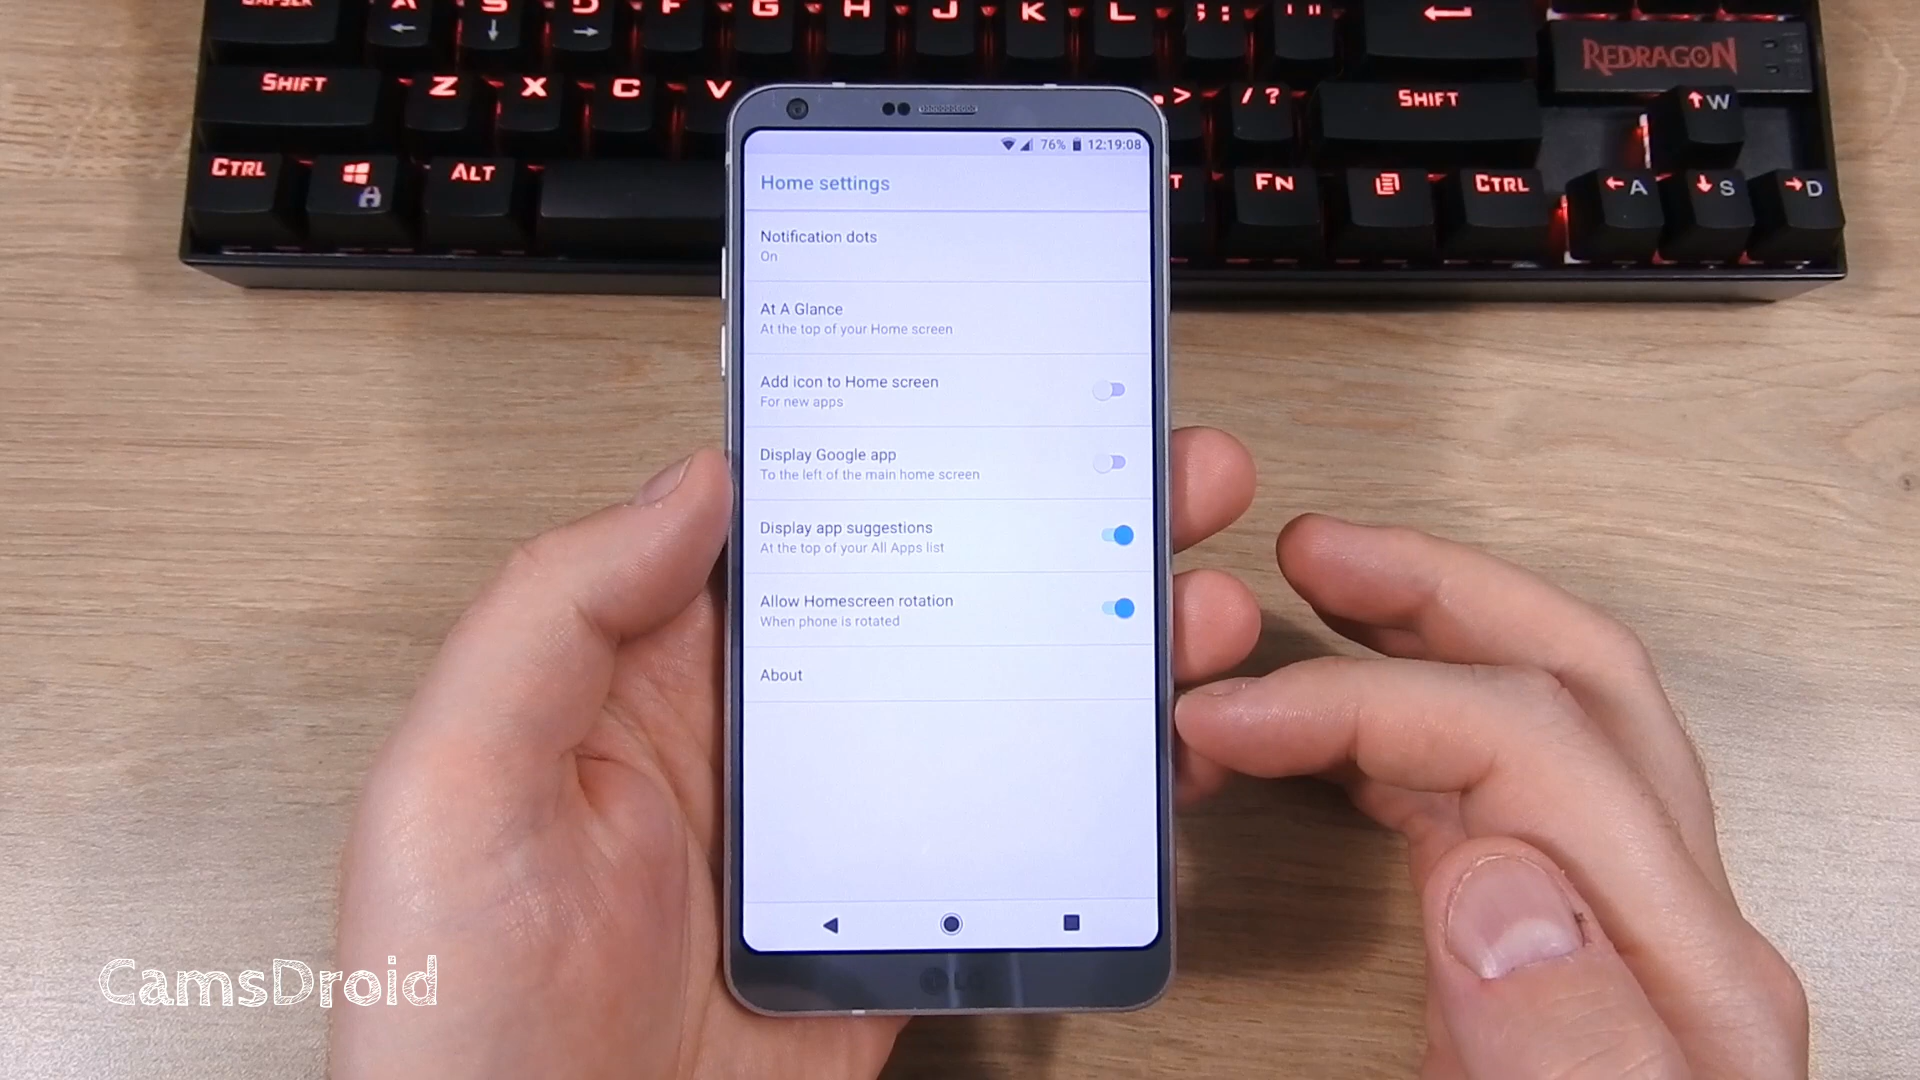 CAPSLK A S D F G H J K L ; : ' "
REDRAGON
SHIFT Z X C V . > / ? SHIFT W
CTRL ALT FN CTRL A S D
76% 12:19:08
Home settings
Notification dots
On
At A Glance
At the top of your Home screen
Add icon to Home screen
For new apps
Display Google app
To the left of the main home screen
Display app suggestions
At the top of your All Apps list
Allow Homescreen rotation
When phone is rotated
About
LG
CamsDroid